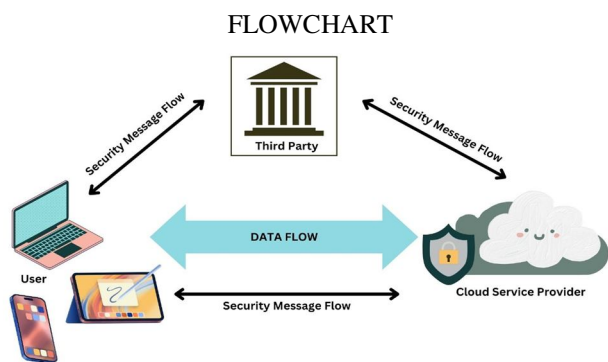 FLOWCHART
Third Party
Security Message Flow
Security Message Flow
DATA FLOW
User
Cloud Service Provider
Security Message Flow